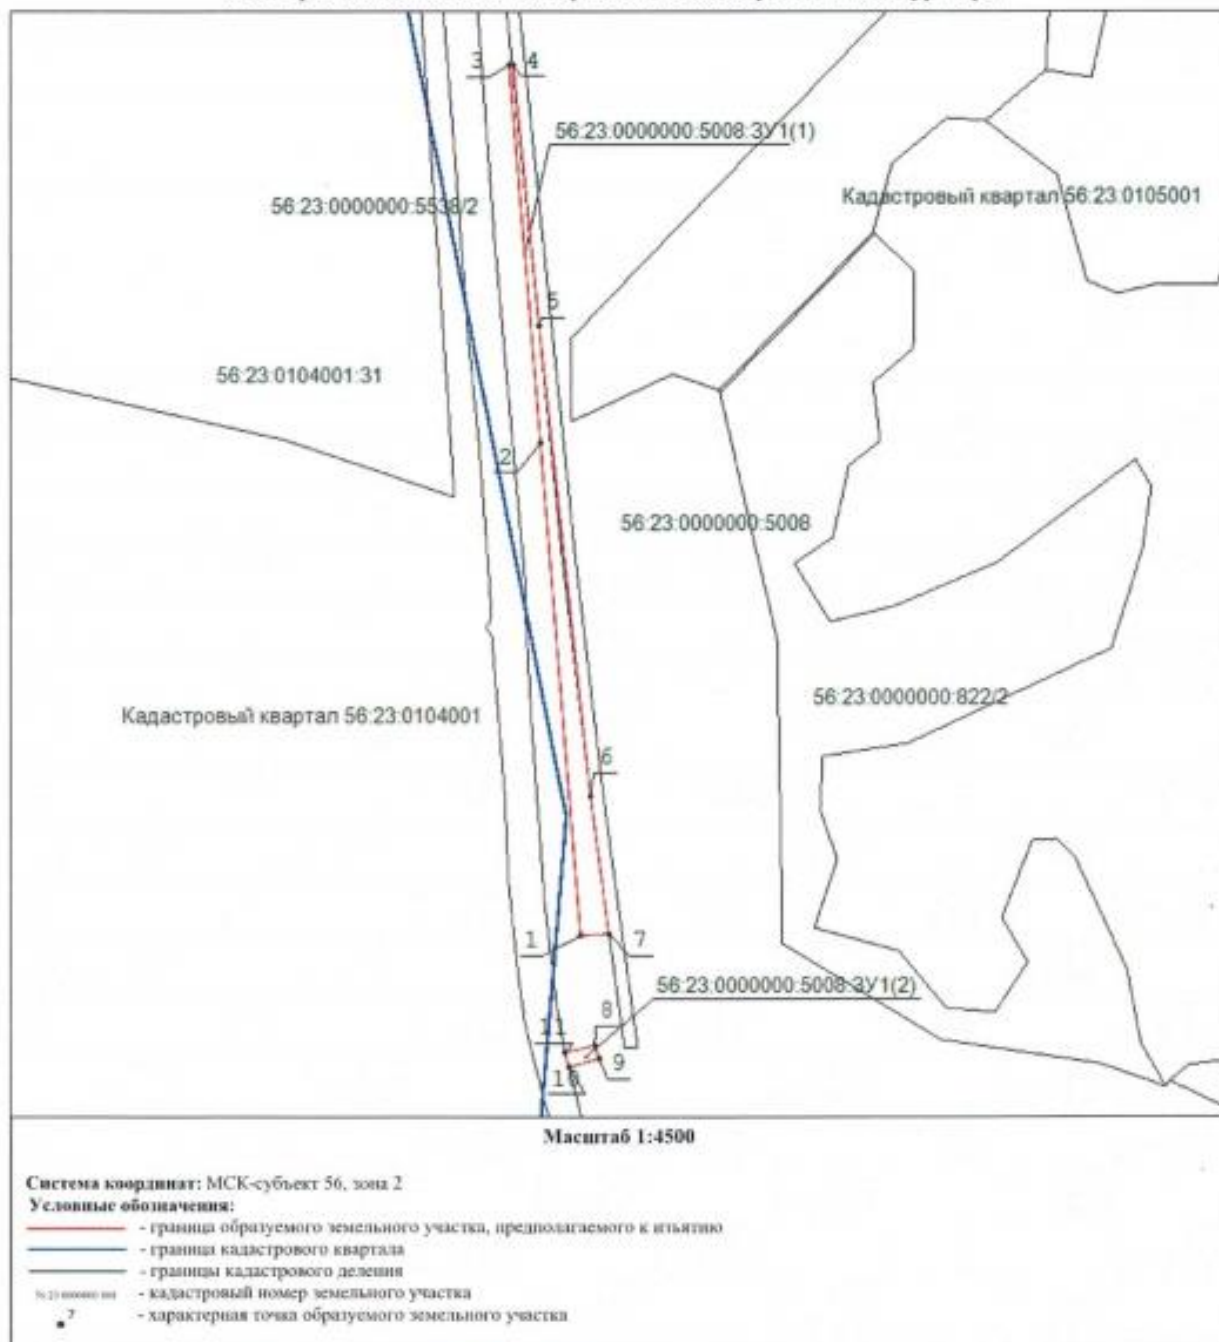 3 4
56:23:0000000:5008:ЗУ1(1)
56:23:0000000:5538/2
Кадастровый квартал 56:23:0105001
5
56:23:0104001:31
2
56:23:0000000:5008
56:23:0000000:822/2
Кадастровый квартал 56:23:0104001
6
1 7
56:23:0000000:5008:ЗУ1(2)
8
11
9
10
Масштаб 1:4500
Система координат: МСК-субъект 56, зона 2
Условные обозначения:
- граница образуемого земельного участка, предполагаемого к изъятию
- граница кадастрового квартала
- границы кадастрового деления
- кадастровый номер земельного участка
7 - характерная точка образуемого земельного участка